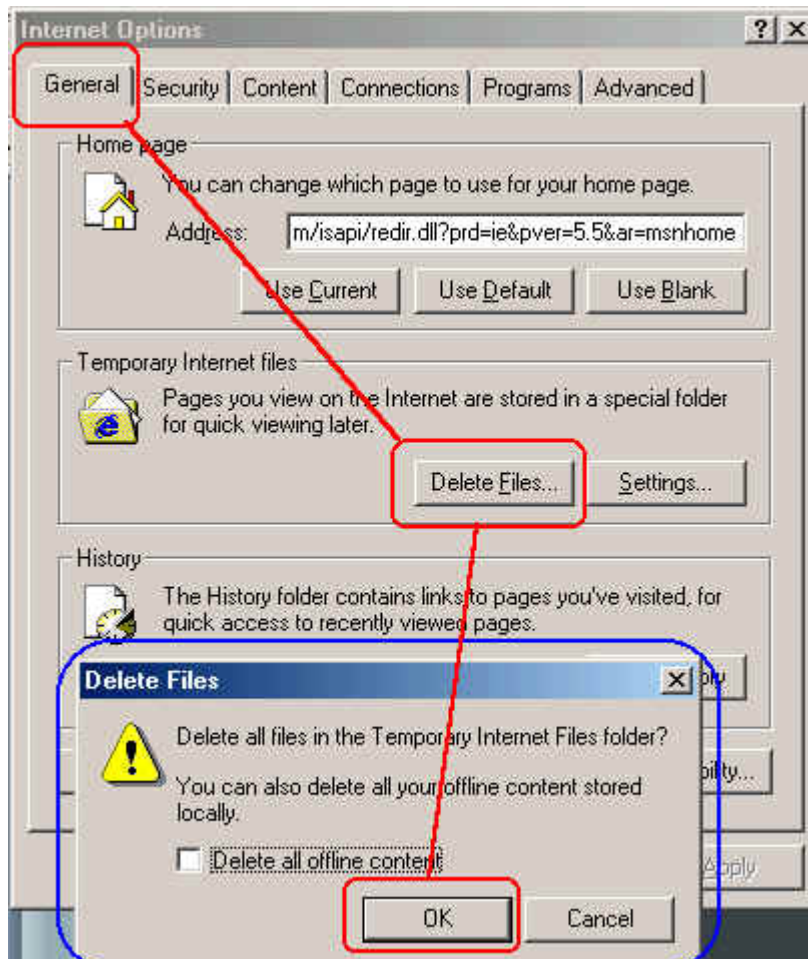 Internet Options
General Security Content Connections Programs Advanced
Home page
You can change which page to use for your home page.
Address: m/isapi/redir.dll?prd=ie&pver=5.5&ar=msnhome
Use Current Use Default Use Blank
Temporary Internet files
Pages you view on the Internet are stored in a special folder
for quick viewing later.
Delete Files... Settings...
History
The History folder contains links to pages you've visited, for
quick access to recently viewed pages.
Delete Files
Delete all files in the Temporary Internet Files folder?
You can also delete all your offline content stored
locally.
Delete all offline content
OK Cancel
Apply